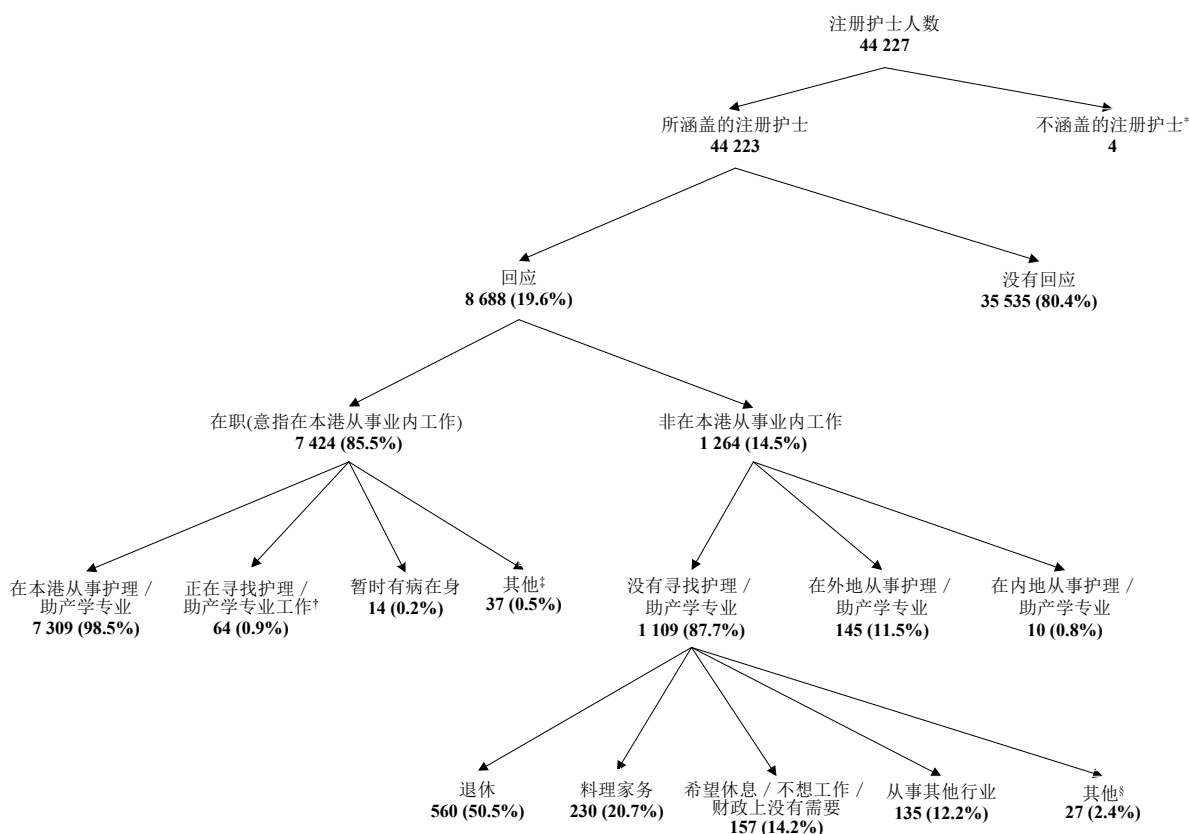 注册护士人数
44 227
所涵盖的注册护士
44 223
不涵盖的注册护士*
4
回应
8 688 (19.6%)
没有回应
35 535 (80.4%)
在职(意指在本港从事业内工作)
7 424 (85.5%)
非在本港从事业内工作
1 264 (14.5%)
在本港从事护理 /
助产学专业
7 309 (98.5%)
正在寻找护理 /
助产学专业工作†
64 (0.9%)
暂时有病在身
14 (0.2%)
其他‡
37 (0.5%)
没有寻找护理 /
助产学专业
1 109 (87.7%)
在外地从事护理 /
助产学专业
145 (11.5%)
在内地从事护理 /
助产学专业
10 (0.8%)
退休
560 (50.5%)
料理家务
230 (20.7%)
希望休息 / 不想工作 /
财政上没有需要
157 (14.2%)
从事其他行业
135 (12.2%)
其他§
27 (2.4%)